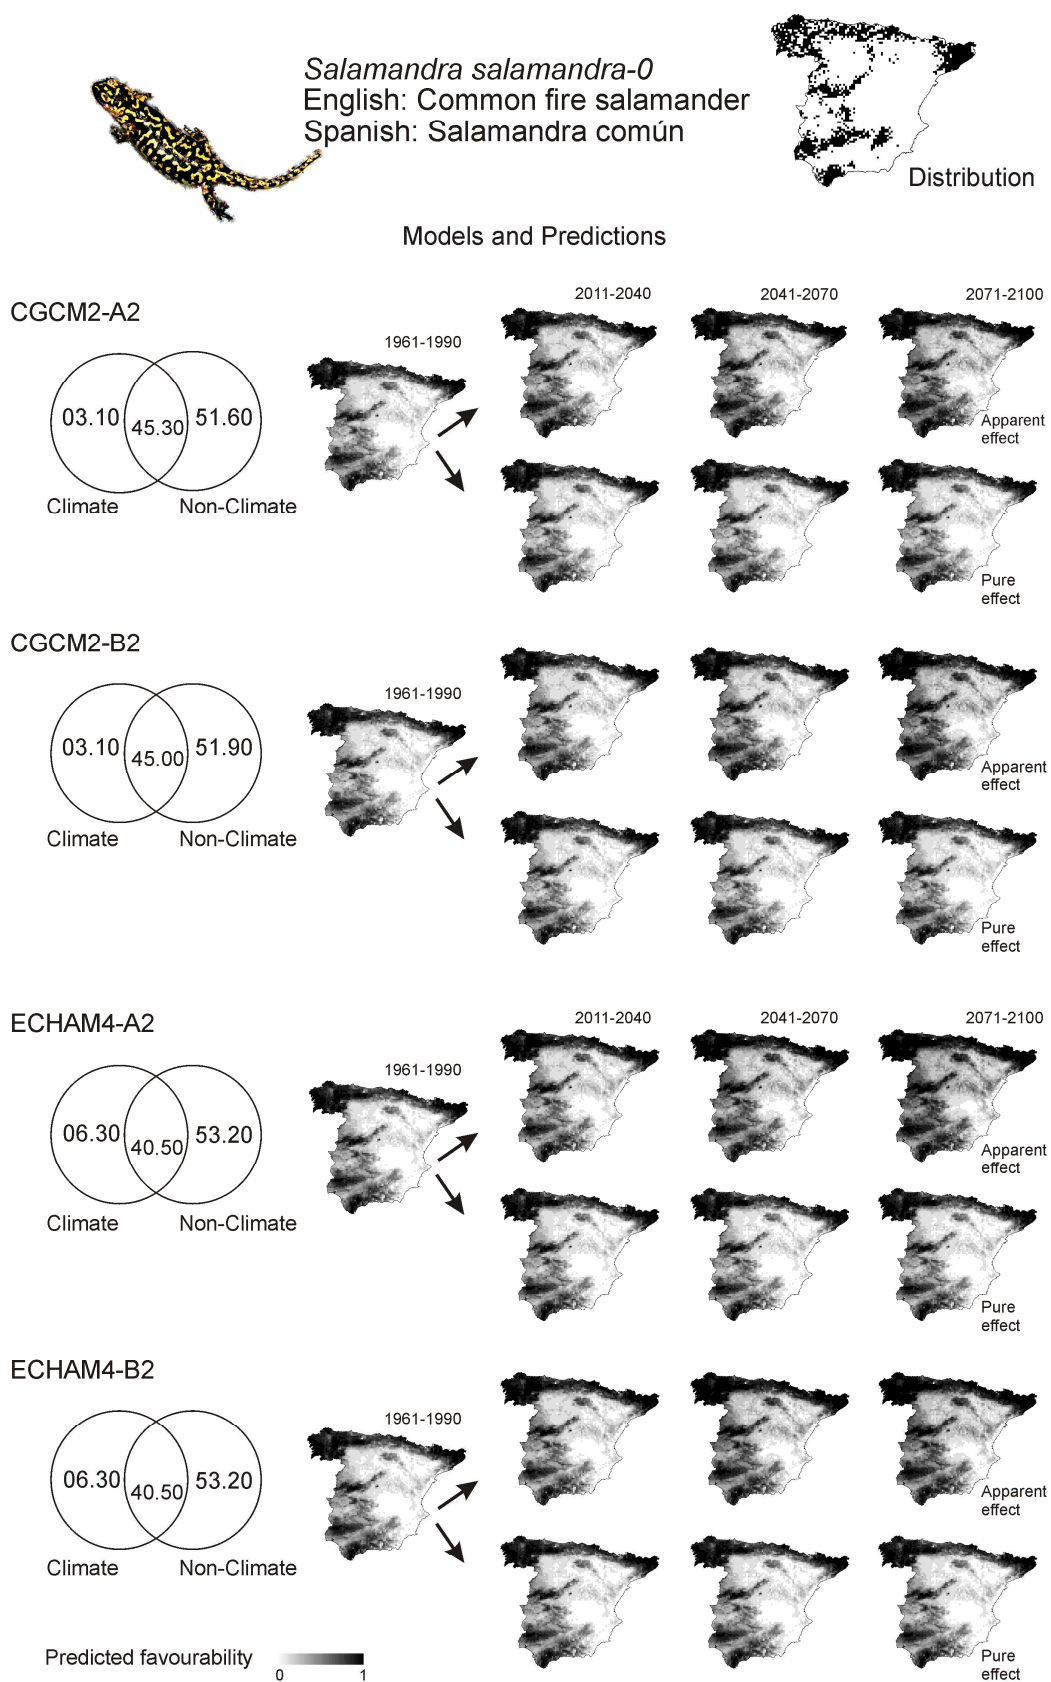 Salamandra salamandra-0
English: Common fire salamander
Spanish: Salamandra común
Distribution
Models and Predictions
CGCM2-A2
2011-2040
2041-2070
2071-2100
1961-1990
03.10
45.30
51.60
Climate
Non-Climate
Apparent
effect
Pure
effect
CGCM2-B2
1961-1990
03.10
45.00
51.90
Climate
Non-Climate
Apparent
effect
Pure
effect
ECHAM4-A2
2011-2040
2041-2070
2071-2100
1961-1990
06.30
40.50
53.20
Climate
Non-Climate
Apparent
effect
Pure
effect
ECHAM4-B2
1961-1990
06.30
40.50
53.20
Climate
Non-Climate
Apparent
effect
Pure
effect
Predicted favourability
0
1